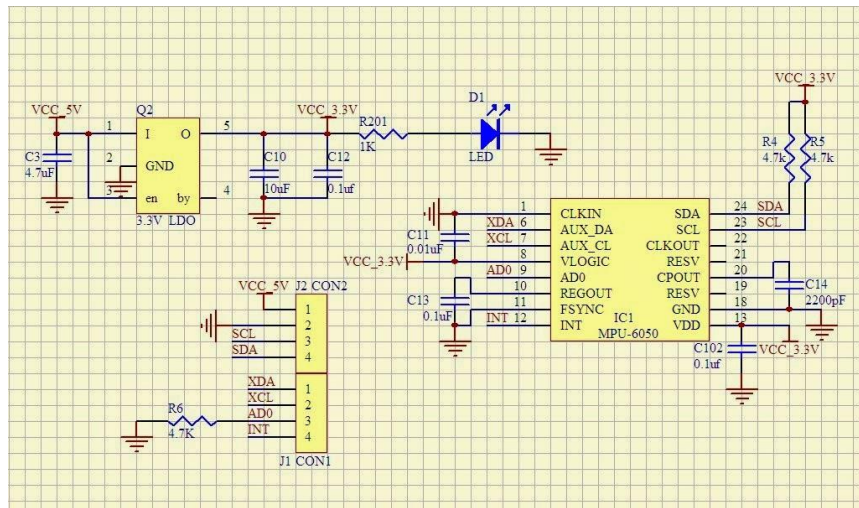 VCC_5V
Q2
1 I O 5
2 GND
3 en by 4
3.3V LDO
C3
4.7uF
C10
10uF
VCC_3.3V
C12
0.1uf
R201
1K
D1
LED
VCC_3.3V
R4
4.7k
R5
4.7k
1 CLKIN
XDA 6 AUX_DA
XCL 7 AUX_CL
VCC_3.3V 8 VLOGIC
AD0 9 AD0
10 REGOUT
11 FSYNC
INT 12 INT
SDA 24 SDA
SCL 23 SCL
CLKOUT 22
RESV 21
CPOUT 20
RESV 19
GND 18
VDD 13
IC1
MPU-6050
C11
0.01uF
C13
0.1uF
C14
2200pF
C102
0.1uf
VCC_3.3V
VCC_5V
J2 CON2
1
2
SCL 3
SDA 4
XDA 1
XCL 2
AD0 3
INT 4
J1 CON1
R6
4.7K